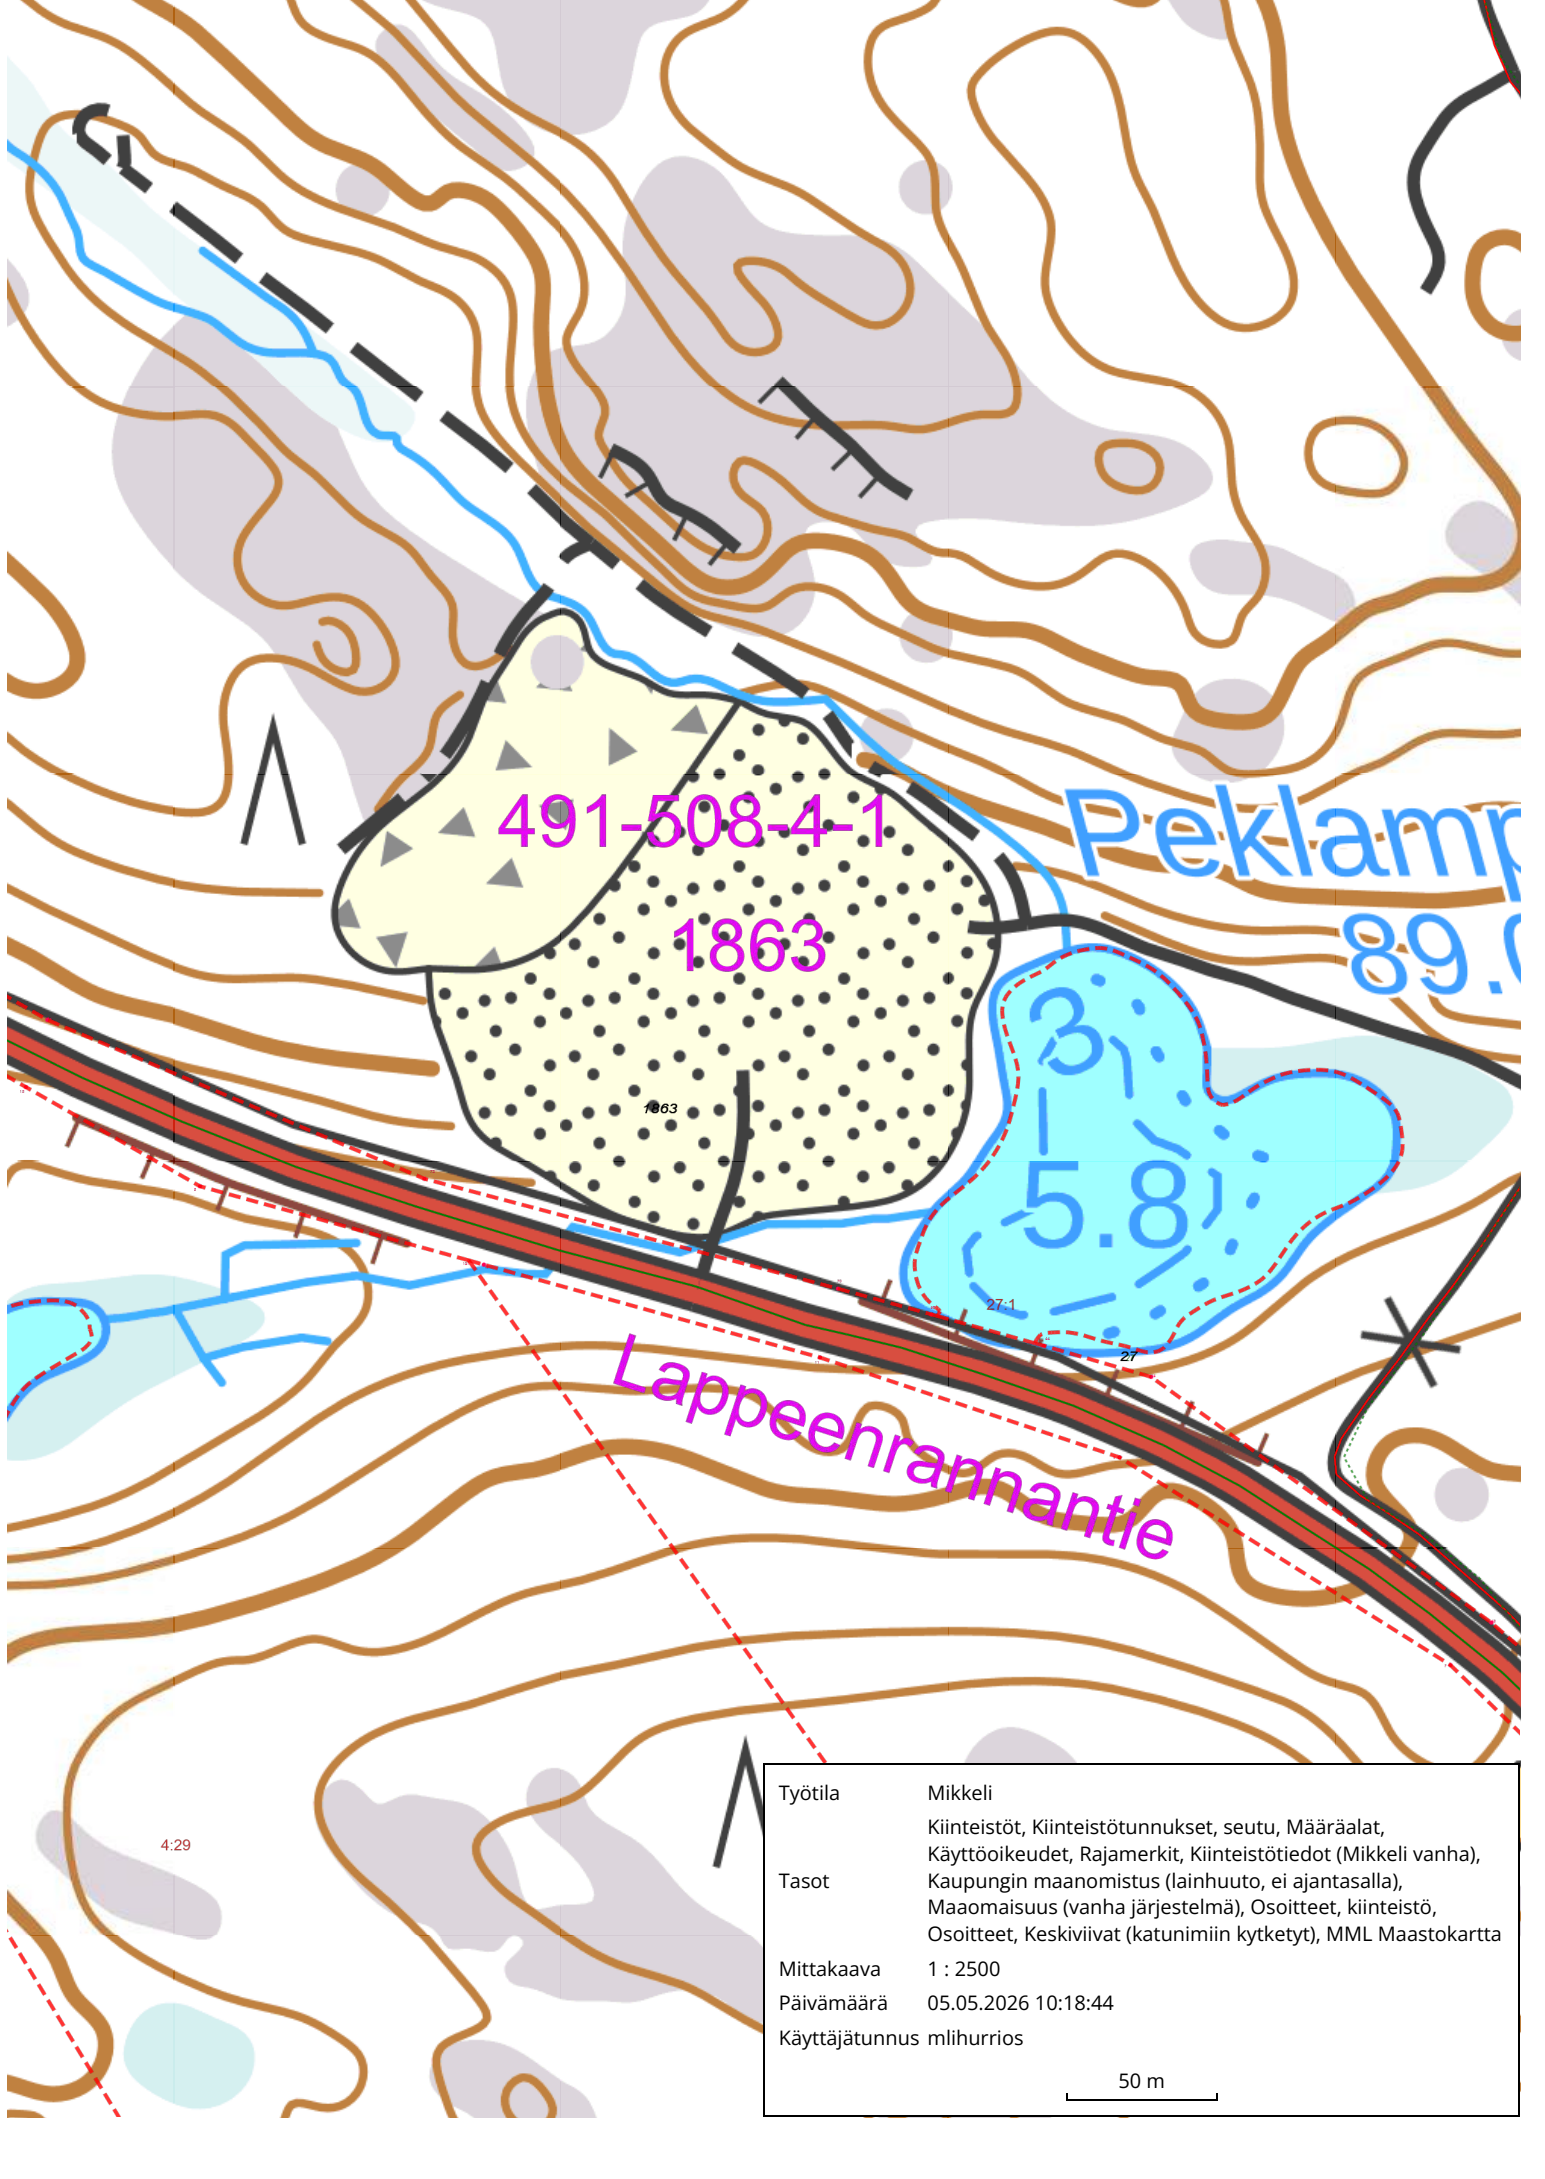 491-508-4-1
1863
Peklamp
89.0
3
5.8
1863
27:1
27
Lappeenrannantie
4:29
Työtila Mikkeli
Tasot Kiinteistöt, Kiinteistötunnukset, seutu, Määräalat,
Käyttöoikeudet, Rajamerkit, Kiinteistötiedot (Mikkeli vanha),
Kaupungin maanomistus (lainhuuto, ei ajantasalla),
Maaomaisuus (vanha järjestelmä), Osoitteet, kiinteistö,
Osoitteet, Keskiviivat (katunimiin kytketyt), MML Maastokartta
Mittakaava 1 : 2500
Päivämäärä 05.05.2026 10:18:44
Käyttäjätunnus mlihurrios
50 m